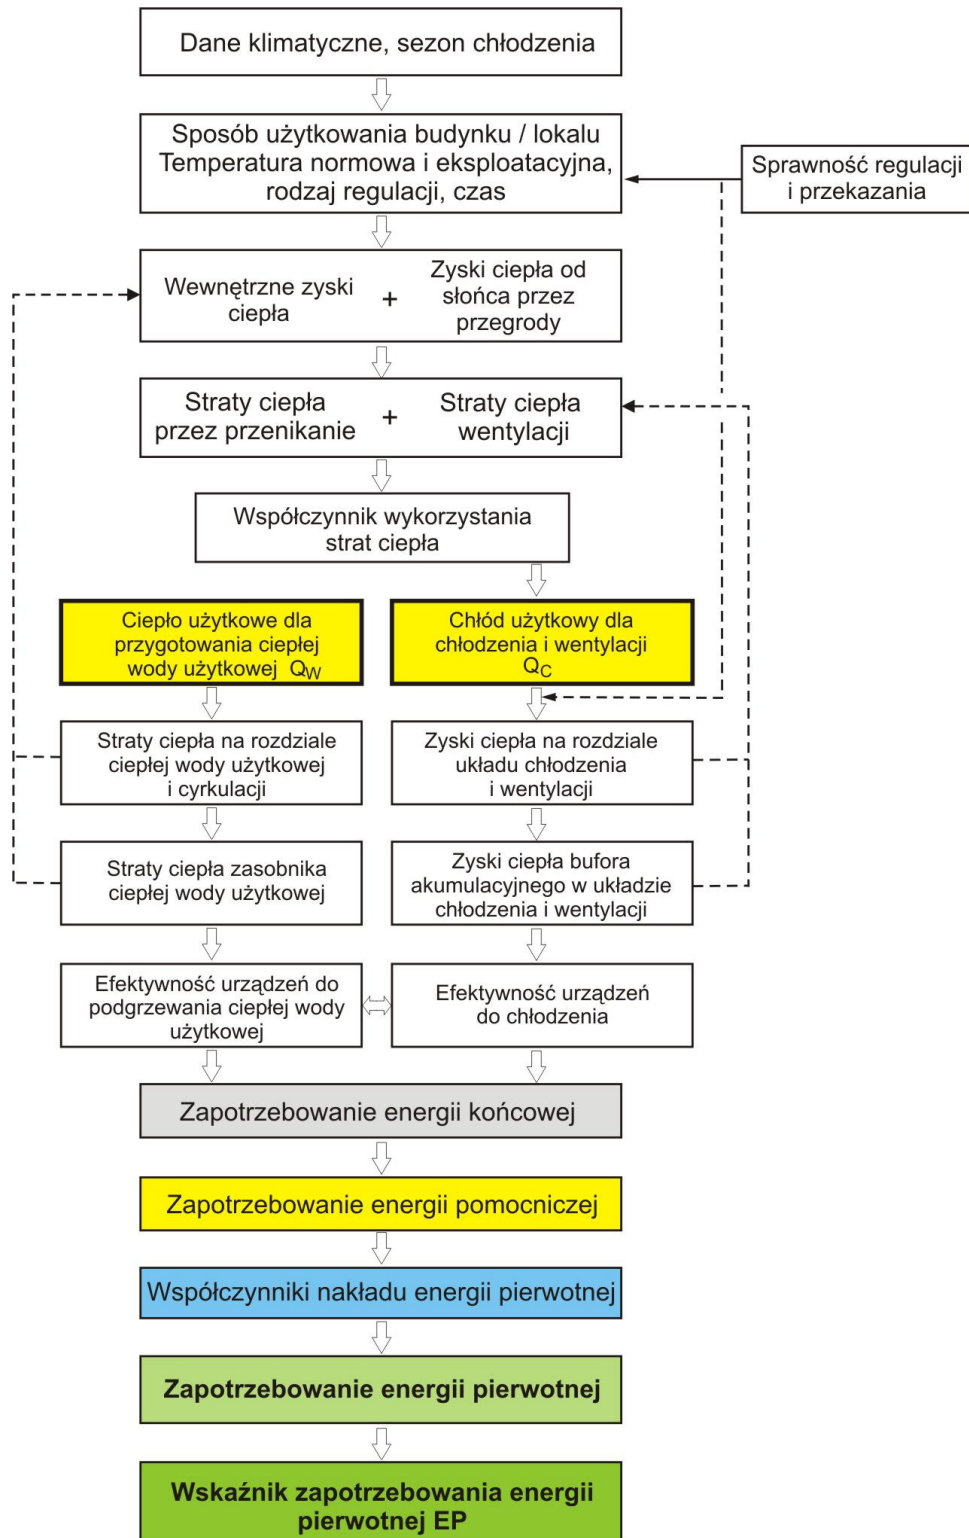 Dane klimatyczne, sezon chłodzenia
Sposób użytkowania budynku / lokalu
Temperatura normowa i eksploatacyjna,
rodzaj regulacji, czas
Sprawność regulacji
i przekazania
Wewnętrzne zyski
ciepła
+
Zyski ciepła od
słońca przez
przegrody
Straty ciepła
przez przenikanie
+
Straty ciepła
wentylacji
Współczynnik wykorzystania
strat ciepła
Ciepło użytkowe dla
przygotowania ciepłej
wody użytkowej QW
Chłód użytkowy dla
chłodzenia i wentylacji
QC
Straty ciepła na rozdziale
ciepłej wody użytkowej
i cyrkulacji
Zyski ciepła na rozdziale
układu chłodzenia
i wentylacji
Straty ciepła zasobnika
ciepłej wody użytkowej
Zyski ciepła bufora
akumulacyjnego w układzie
chłodzenia i wentylacji
Efektywność urządzeń do
podgrzewania ciepłej wody
użytkowej
Efektywność urządzeń
do chłodzenia
Zapotrzebowanie energii końcowej
Zapotrzebowanie energii pomocniczej
Współczynniki nakładu energii pierwotnej
Zapotrzebowanie energii pierwotnej
Wskaźnik zapotrzebowania energii
pierwotnej EP